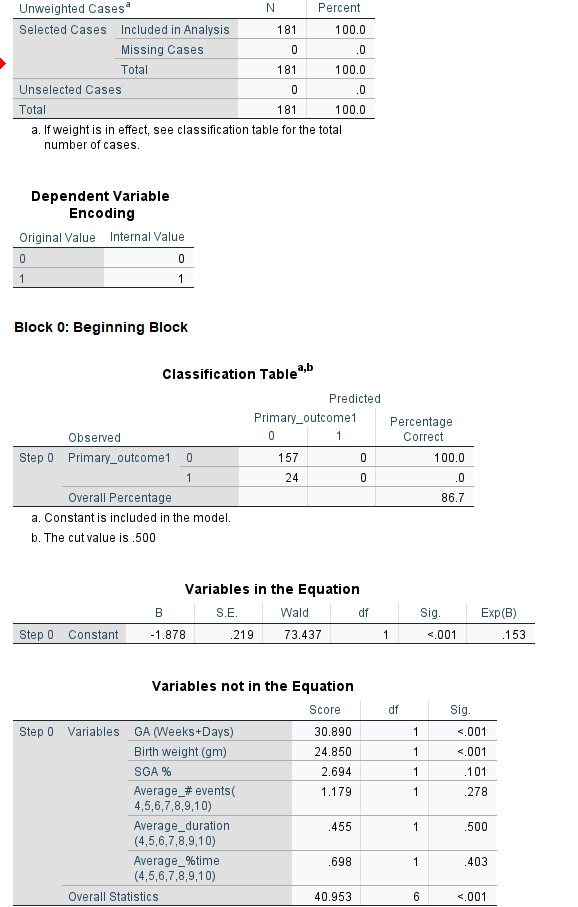 Unweighted Cases^a N Percent
Selected Cases Included in Analysis 181 100.0
Missing Cases 0 .0
Total 181 100.0
Unselected Cases 0 .0
Total 181 100.0
a. If weight is in effect, see classification table for the total
number of cases.
Dependent Variable
Encoding
Original Value Internal Value
0 0
1 1
Block 0: Beginning Block
Classification Table^a,b
Predicted
Primary_outcome1 Percentage
Observed 0 1 Correct
Step 0 Primary_outcome1 0 157 0 100.0
1 24 0 .0
Overall Percentage 86.7
a. Constant is included in the model.
b. The cut value is .500
Variables in the Equation
B S.E. Wald df Sig. Exp(B)
Step 0 Constant -1.878 .219 73.437 1 <.001 .153
Variables not in the Equation
Score df Sig.
Step 0 Variables GA (Weeks+Days) 30.890 1 <.001
Birth weight (gm) 24.850 1 <.001
SGA % 2.694 1 .101
Average_# events( 1.179 1 .278
4,5,6,7,8,9,10)
Average_duration .455 1 .500
(4,5,6,7,8,9,10)
Average_%time .698 1 .403
(4,5,6,7,8,9,10)
Overall Statistics 40.953 6 <.001